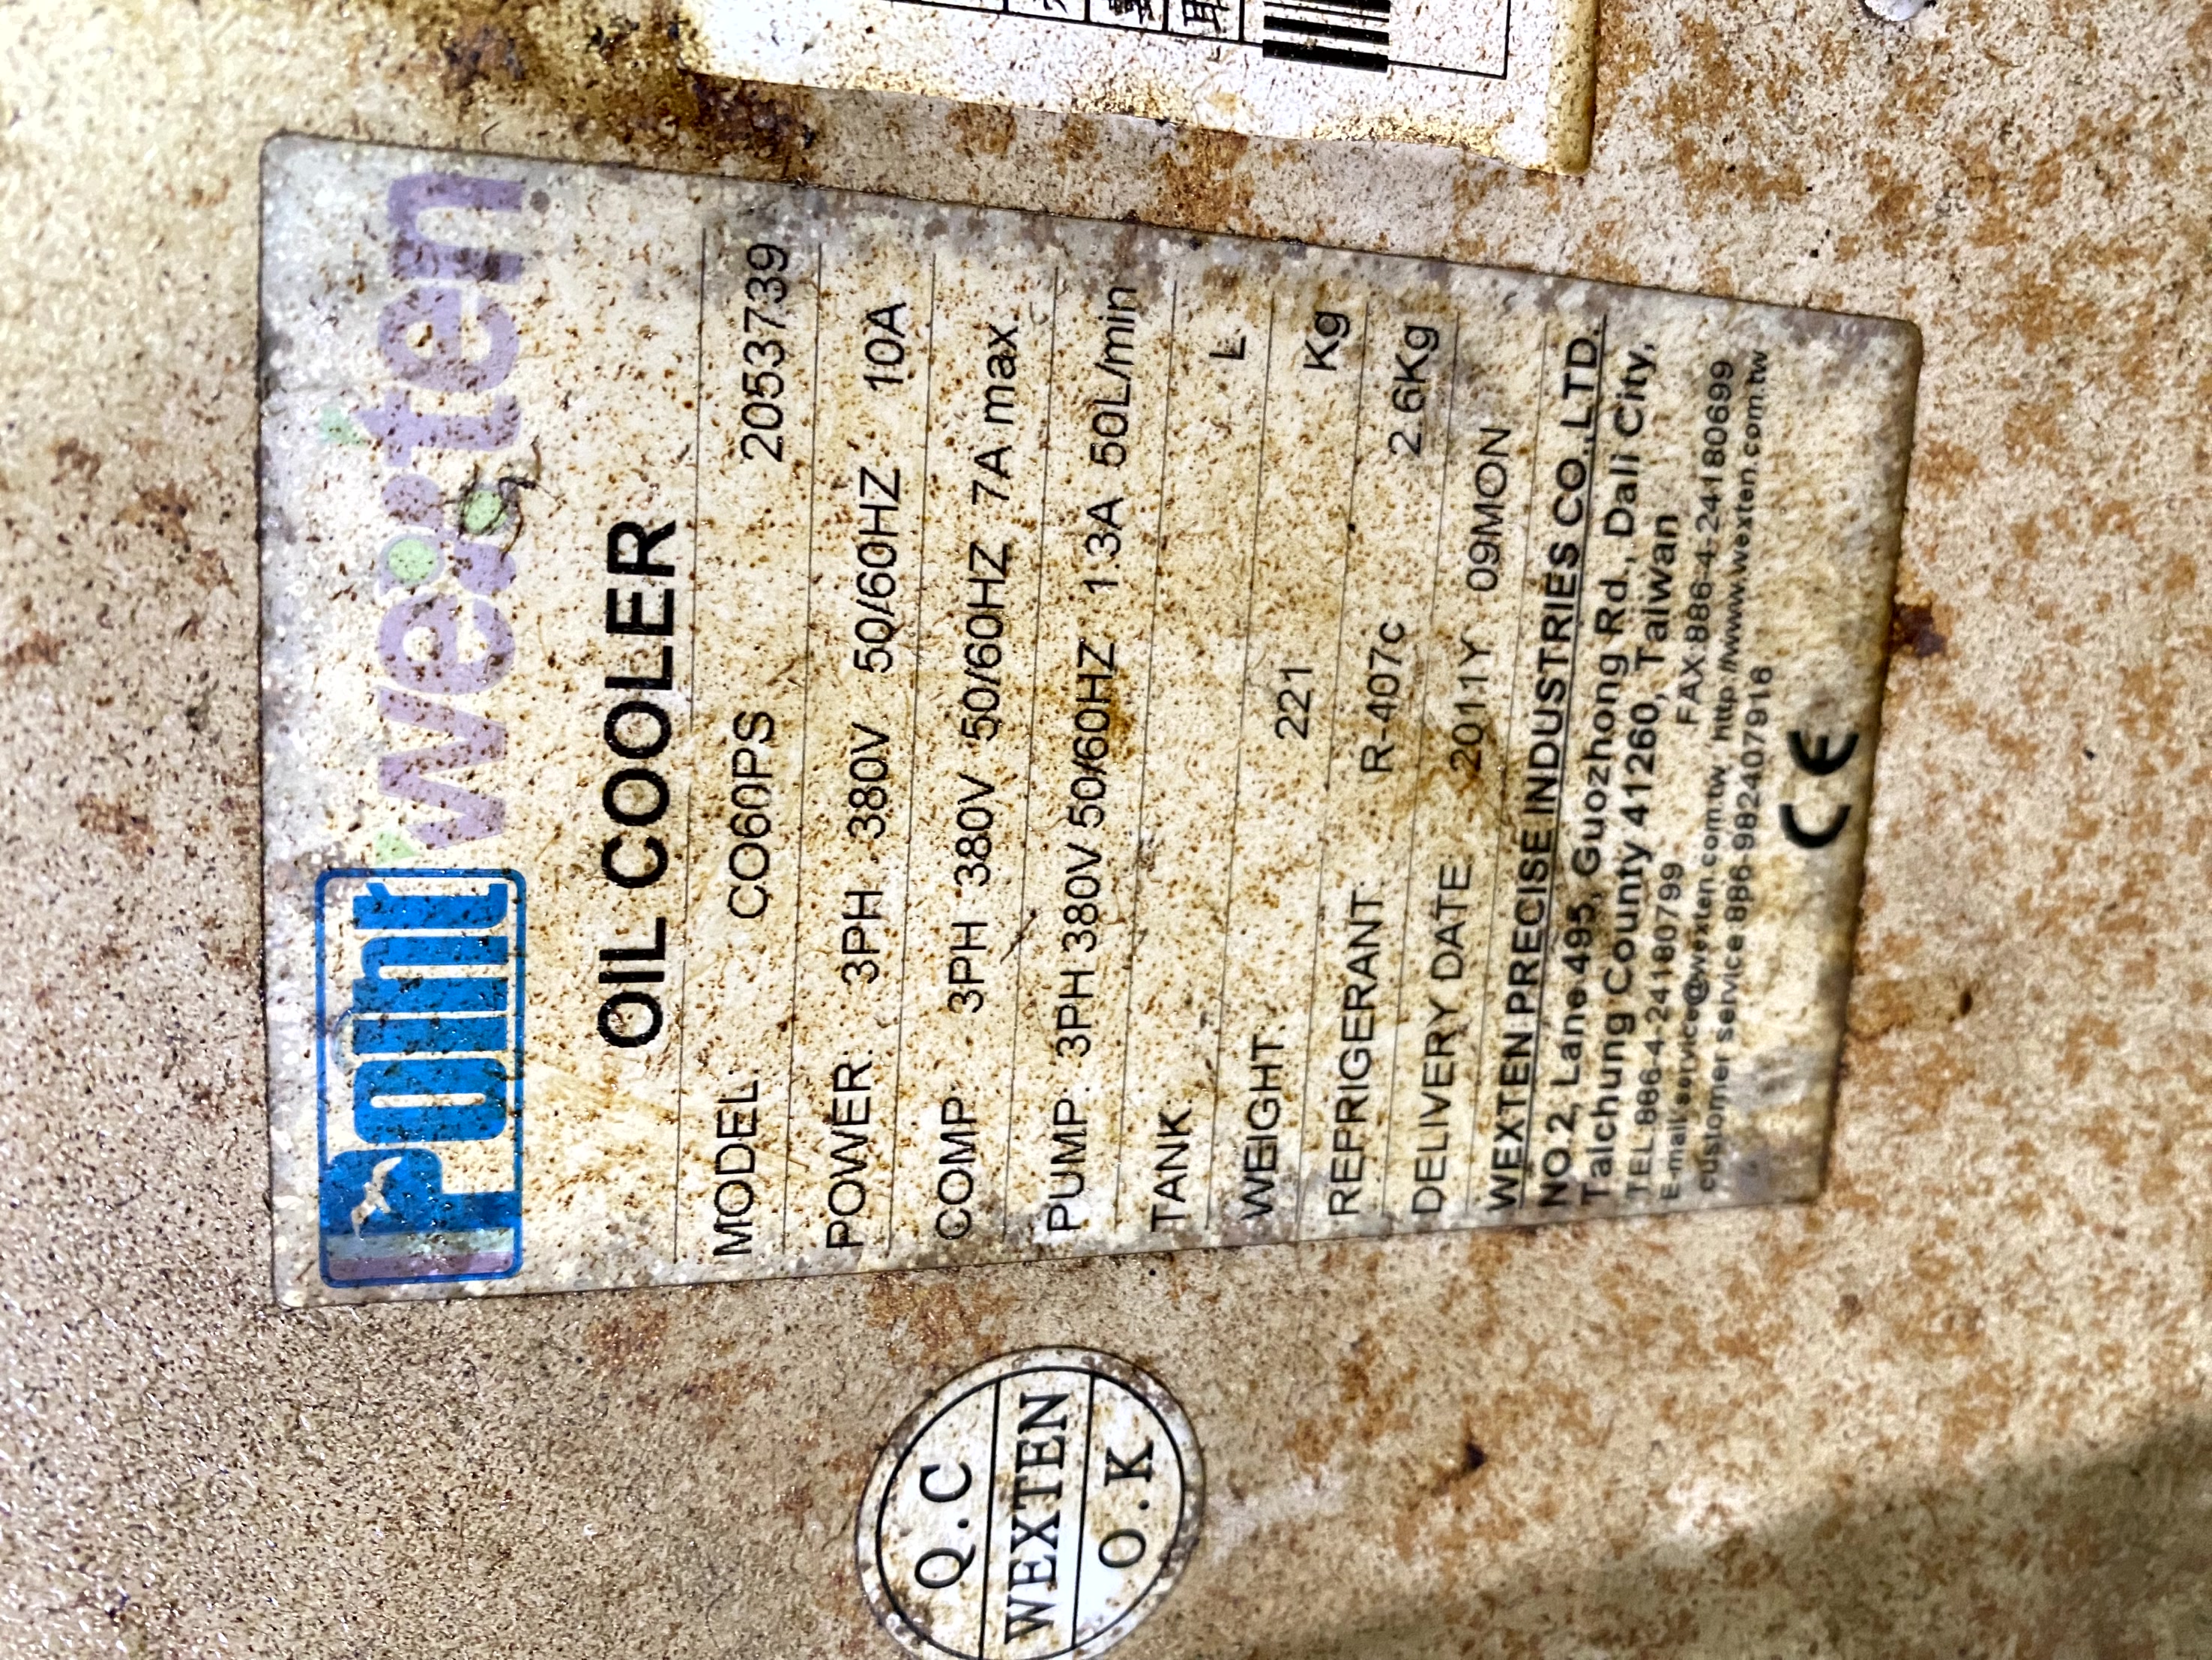 Point wexten
OIL COOLER
MODEL: CO60PS 2053739
POWER: 3PH 380V 50/60HZ 10A
COMP: 3PH 380V 50/60HZ 7A max.
PUMP: 3PH 380V 50/60HZ 1.3A 50L/min
TANK: L
WEIGHT: 221 Kg
REFRIGERANT: R-407c 2.6Kg
DELIVERY DATE: 2011Y 09MON
WEXTEN PRECISE INDUSTRIES CO.,LTD.
NO.2, Lane 495, Guozhong Rd., Dali City,
Taichung County 41260, Taiwan
TEL:886-4-24180799 FAX:886-4-24180699
E-mail:service@wexten.com.tw http://www.wexten.com.tw
customer service:886-982407916
CE
Q.C
WEXTEN
O.K